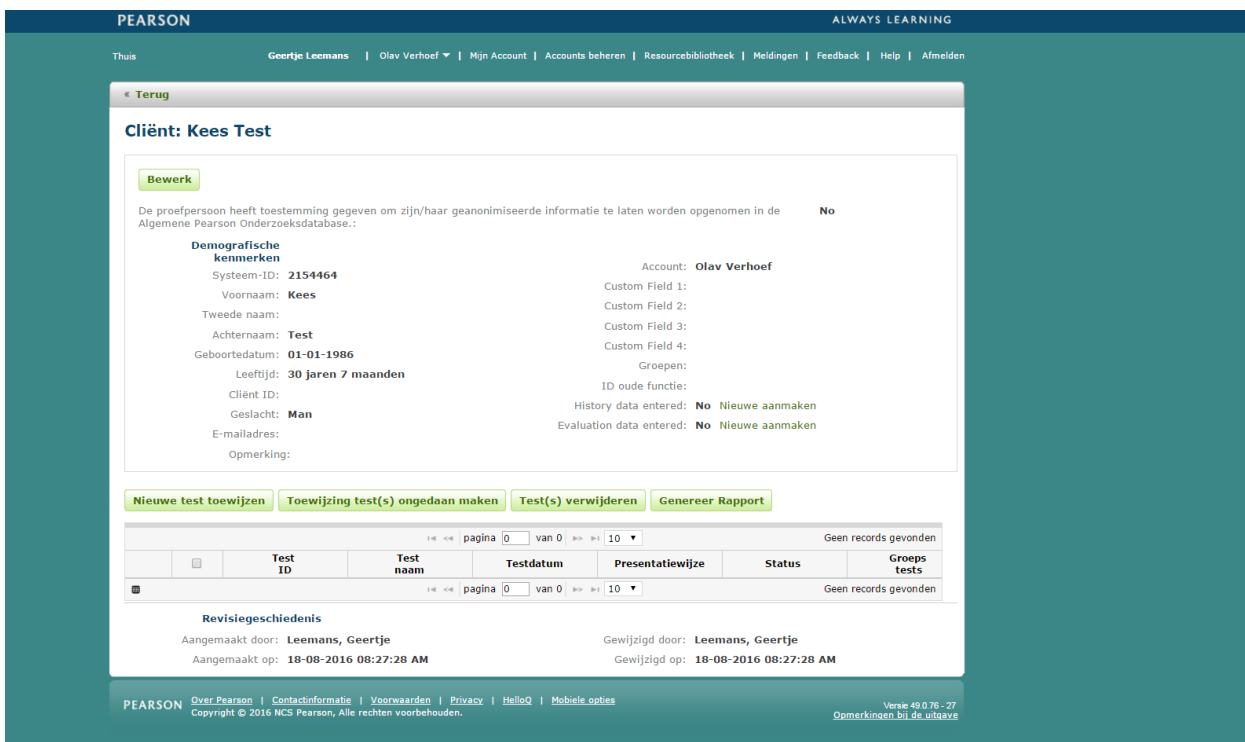 PEARSON ALWAYS LEARNING
Thuis Geertje Leemans | Olav Verhoef ▼ | Mijn Account | Accounts beheren | Resourcebibliotheek | Meldingen | Feedback | Help | Afmelden
« Terug
Cliënt: Kees Test
Bewerk
De proefpersoon heeft toestemming gegeven om zijn/haar geanonimiseerde informatie te laten worden opgenomen in de No
Algemene Pearson Onderzoeksdatabase.:
Demografische
kenmerken
Systeem-ID: 2154464
Voornaam: Kees
Tweede naam:
Achternaam: Test
Geboortedatum: 01-01-1986
Leeftijd: 30 jaren 7 maanden
Cliënt ID:
Geslacht: Man
E-mailadres:
Opmerking:
Account: Olav Verhoef
Custom Field 1:
Custom Field 2:
Custom Field 3:
Custom Field 4:
Groepen:
ID oude functie:
History data entered: No Nieuwe aanmaken
Evaluation data entered: No Nieuwe aanmaken
Nieuwe test toewijzen Toewijzing test(s) ongedaan maken Test(s) verwijderen Genereer Rapport
pagina 0 van 0 10 ▼ Geen records gevonden
Test ID Test naam Testdatum Presentatiewijze Status Groeps tests
pagina 0 van 0 10 ▼ Geen records gevonden
Revisiegeschiedenis
Aangemaakt door: Leemans, Geertje Gewijzigd door: Leemans, Geertje
Aangemaakt op: 18-08-2016 08:27:28 AM Gewijzigd op: 18-08-2016 08:27:28 AM
PEARSON Over Pearson | Contactinformatie | Voorwaarden | Privacy | HelloQ | Mobiele opties
Copyright © 2016 NCS Pearson, Alle rechten voorbehouden.
Versie 49.0.76 - 27
Opmerkingen bij de uitgave